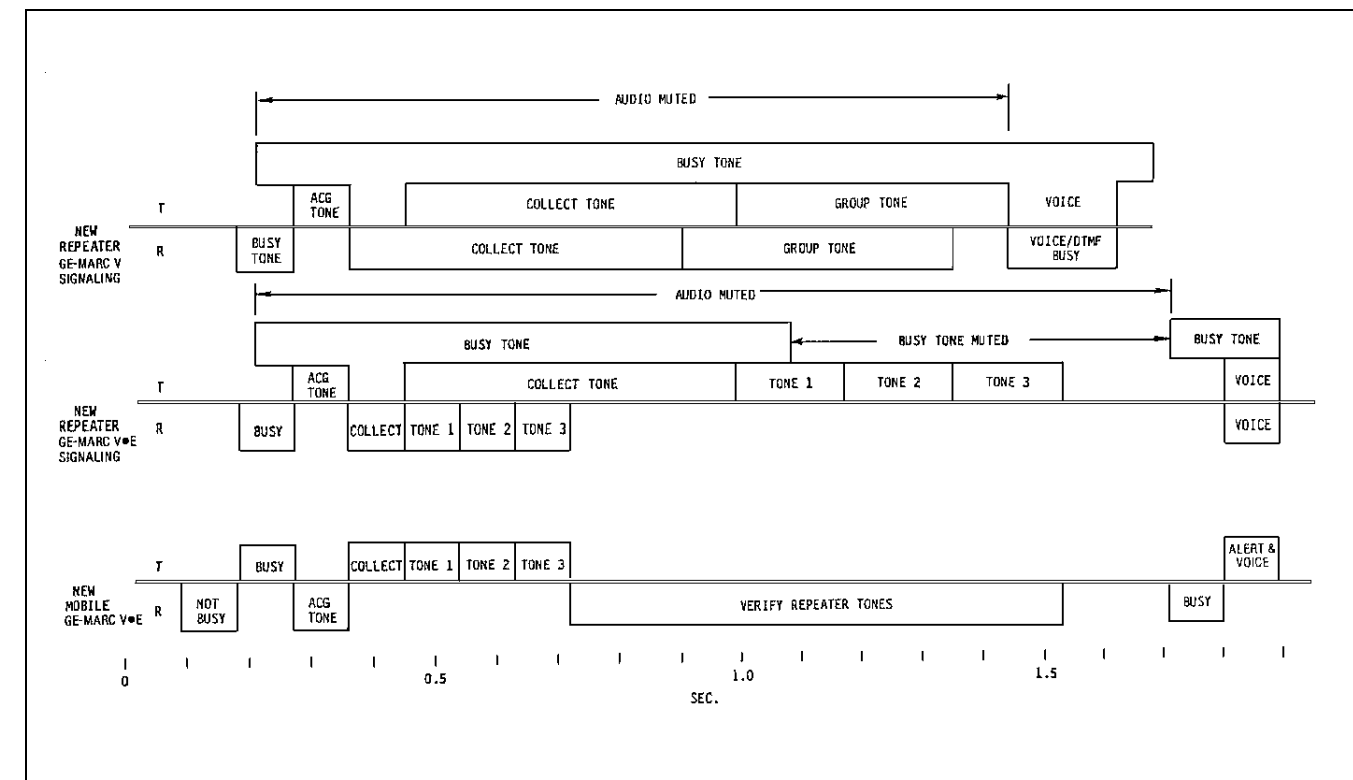 AUDIO MUTED
BUSY TONE
T
ACG TONE
COLLECT TONE
GROUP TONE
VOICE
NEW REPEATER GE-MARC V SIGNALING
R
BUSY TONE
COLLECT TONE
GROUP TONE
VOICE/DTMF BUSY
AUDIO MUTED
BUSY TONE
BUSY TONE MUTED
BUSY TONE
T
ACG TONE
COLLECT TONE
TONE 1
TONE 2
TONE 3
VOICE
NEW REPEATER GE-MARC V●E SIGNALING
R
BUSY
COLLECT
TONE 1
TONE 2
TONE 3
VOICE
T
BUSY
COLLECT
TONE 1
TONE 2
TONE 3
ALERT & VOICE
NEW MOBILE GE-MARC V●E
R
NOT BUSY
ACG TONE
VERIFY REPEATER TONES
BUSY
0
0.5
1.0
1.5
SEC.